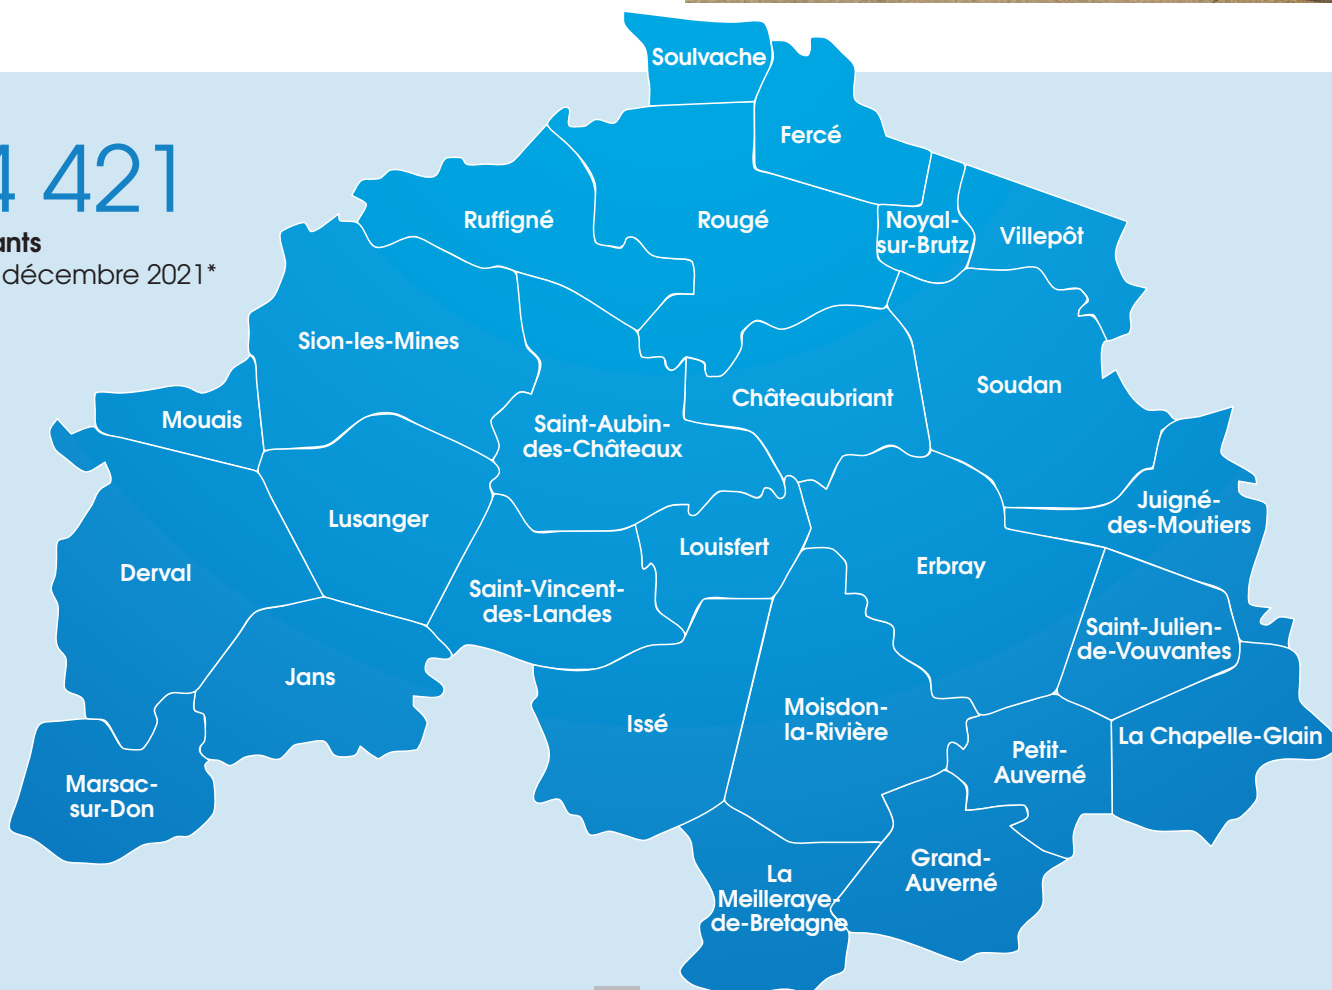 4 421
décembre 2021*
Soulvache
Fercé
Ruffigné
Rougé
Noyal-
sur-Brutz
Villepôt
Sion-les-Mines
Soudan
Châteaubriant
Mouais
Saint-Aubin-
des-Châteaux
Lusanger
Juigné-
des-Moutiers
Louisfert
Erbray
Derval
Saint-Vincent-
des-Landes
Saint-Julien-
de-Vouvantes
Jans
Issé
Moisdon-
la-Rivière
La Chapelle-Glain
Petit-
Auverné
Marsac-
sur-Don
Grand-
Auverné
La
Meilleraye-
de-Bretagne